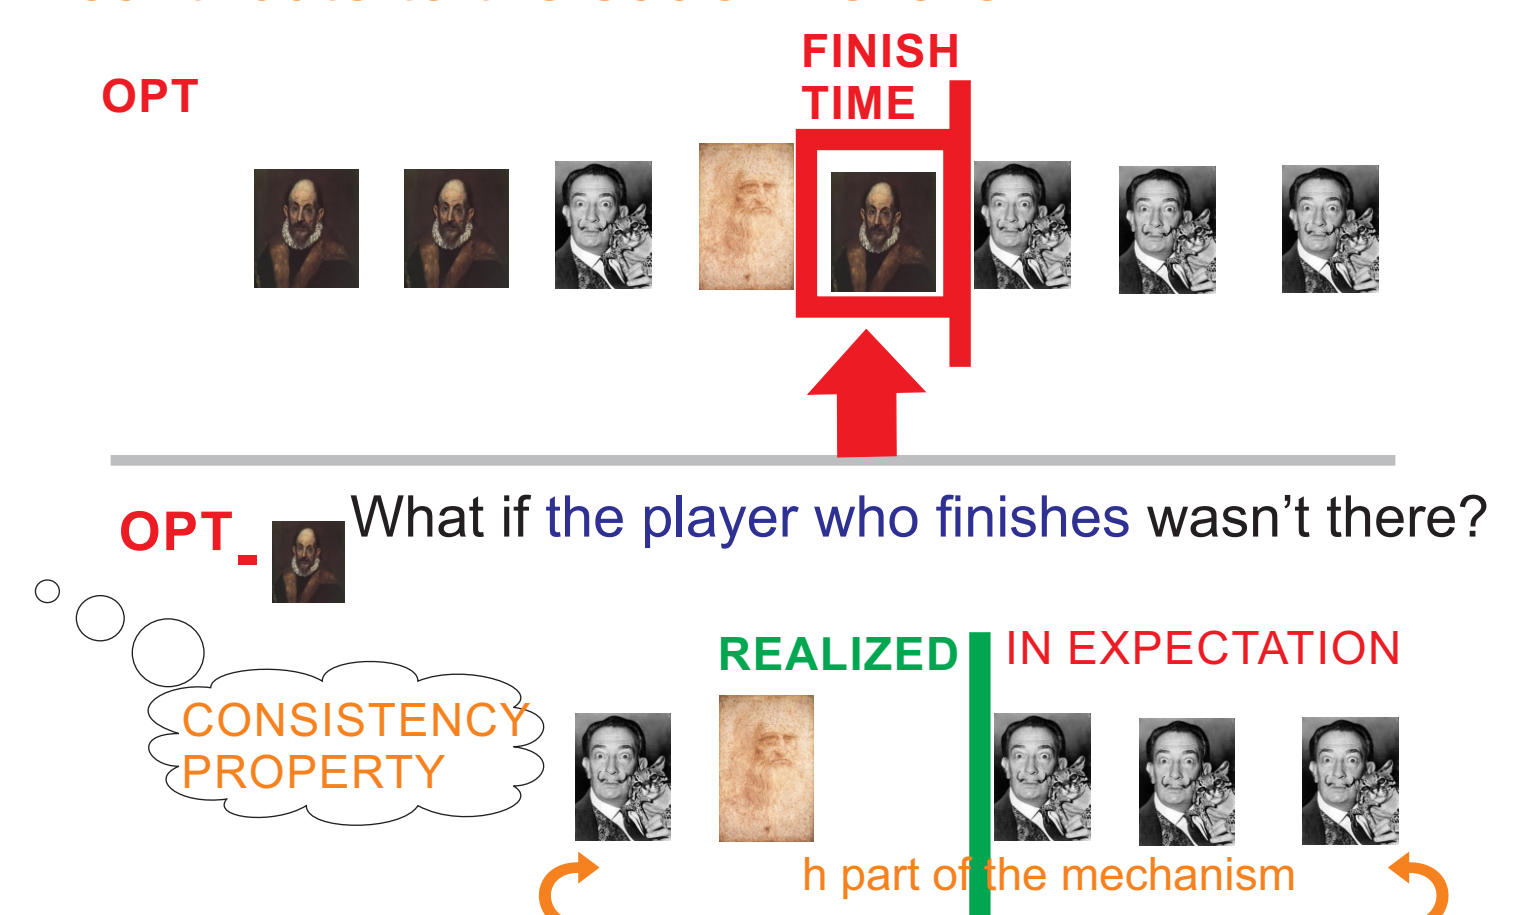 OPT
FINISH
TIME
OPT-
What if the player who finishes wasn't there?
REALIZED
IN EXPECTATION
CONSISTENCY
PROPERTY
h part of the mechanism